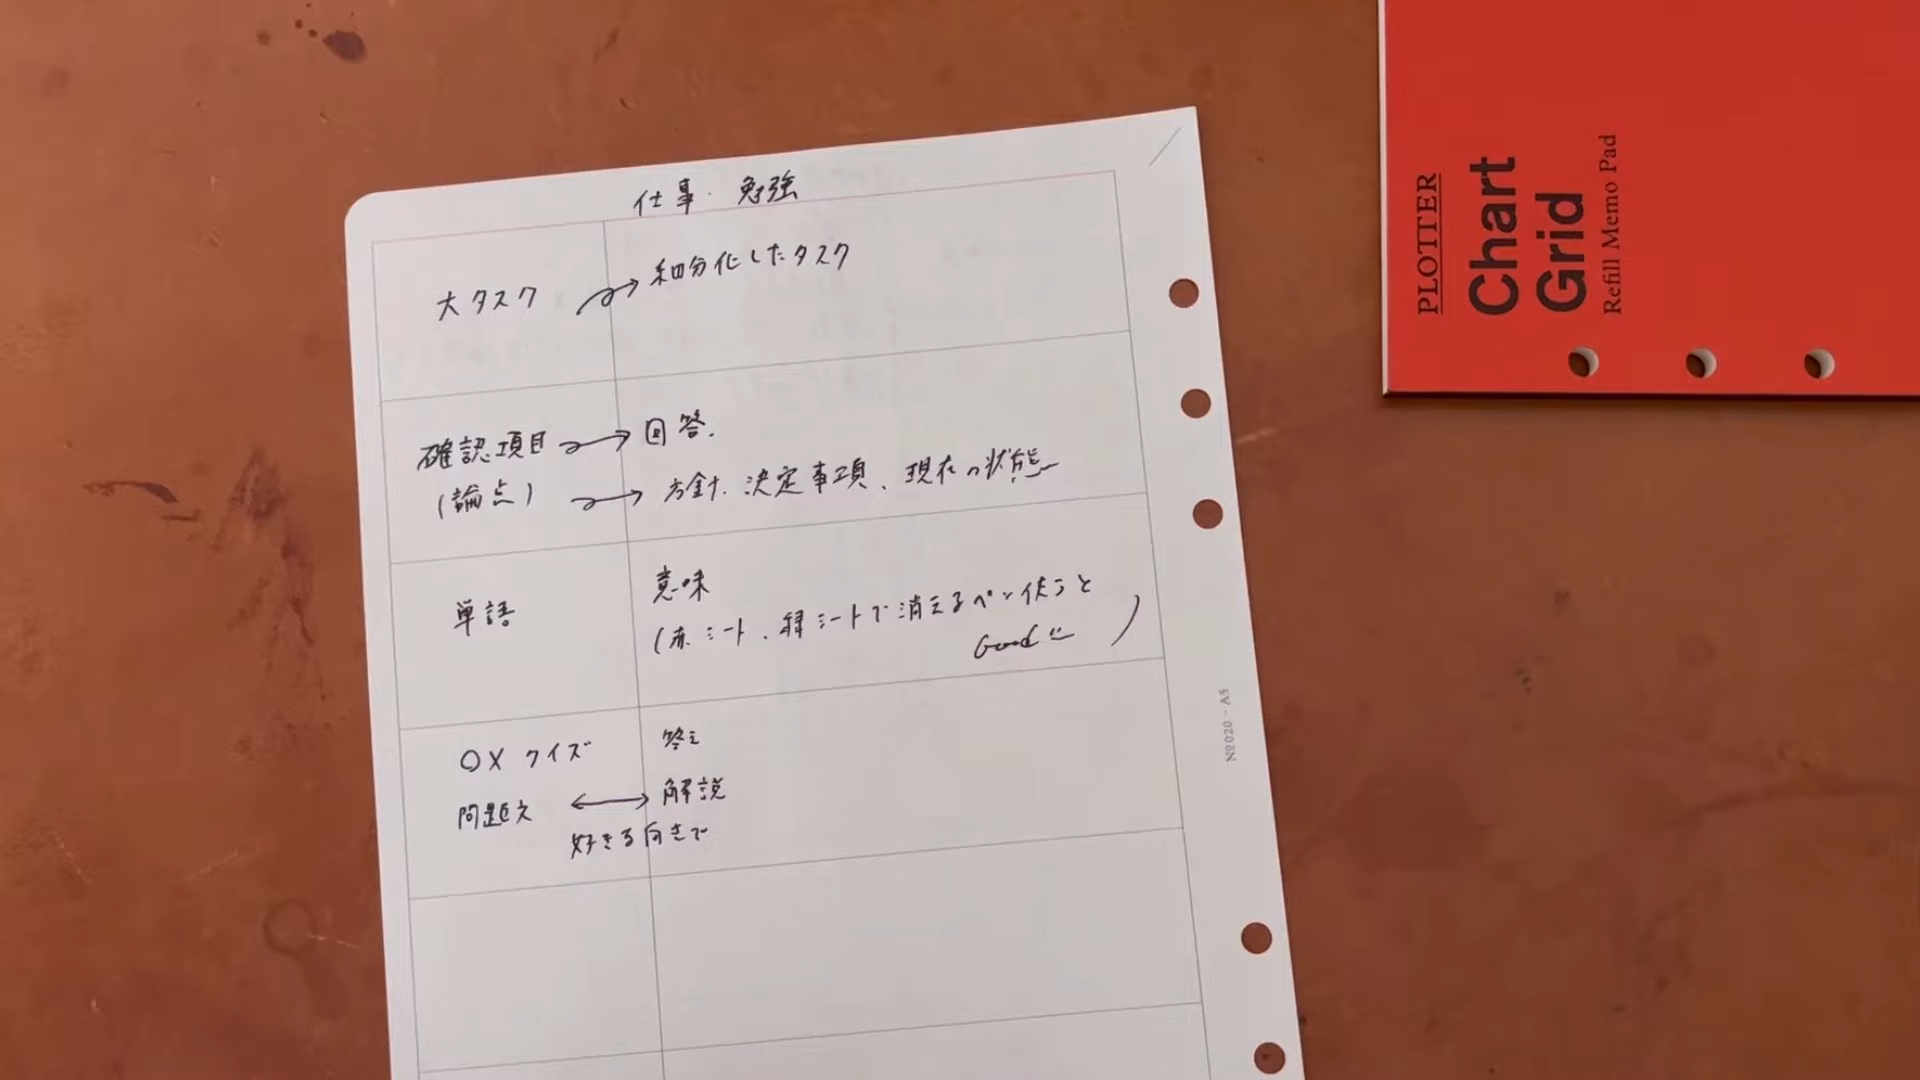 仕事・勉強
大タスク
細分化したタスク
確認項目
回答.
(論点)
方針、決定事項、現在の状態
単語
意味
(赤シート、緑シートで消えるペン使うと
Good )
OX クイズ
答え
問題文
解説
好きな向きで
Nº020 - A5
PLOTTER
Chart
Grid
Refill Memo Pad